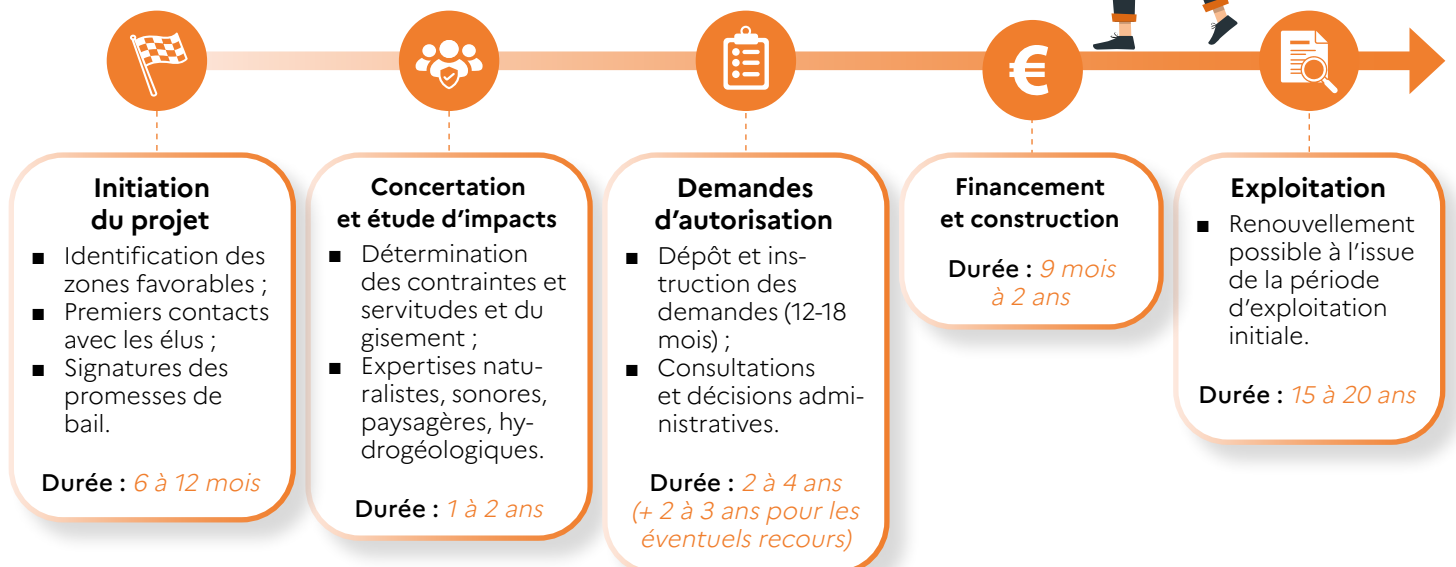 €
Initiation
du projet
■ Identification des
zones favorables ;
■ Premiers contacts
avec les élus ;
■ Signatures des
promesses de
bail.
Durée : 6 à 12 mois
Concertation
et étude d'impacts
■ Détermination
des contraintes et
servitudes et du
gisement ;
■ Expertises natu-
ralistes, sonores,
paysagères, hy-
drogéologiques.
Durée : 1 à 2 ans
Demandes
d'autorisation
■ Dépôt et ins-
truction des
demandes (12-18
mois) ;
■ Consultations
et décisions admi-
nistratives.
Durée : 2 à 4 ans
(+ 2 à 3 ans pour les
éventuels recours)
Financement
et construction
Durée : 9 mois
à 2 ans
Exploitation
■ Renouvellement
possible à l'issue
de la période
d'exploitation
initiale.
Durée : 15 à 20 ans